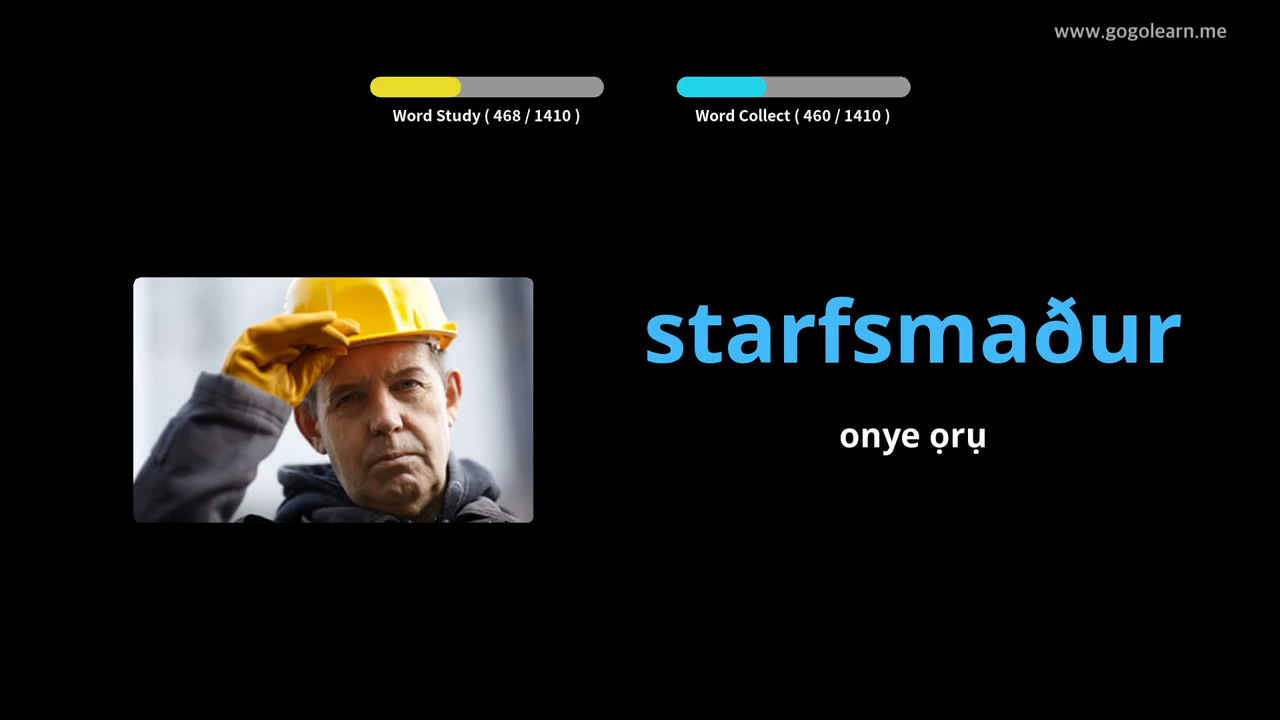 www.gogolearn.me
Word Study ( 468 / 1410 )
Word Collect ( 460 / 1410 )
starfsmaður
onye ọrụ